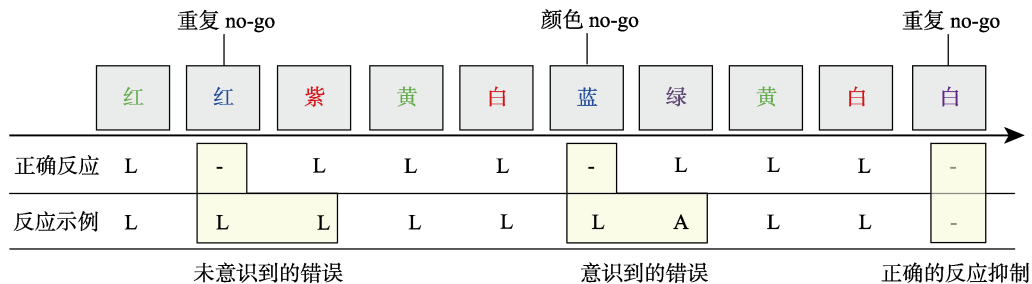 重复 no-go 颜色 no-go 重复 no-go
红 红 紫 黄 白 蓝 绿 黄 白 白
正确反应 L - L L L - L L L -
反应示例 L L L L L L A L L -
未意识到的错误 意识到的错误 正确的反应抑制